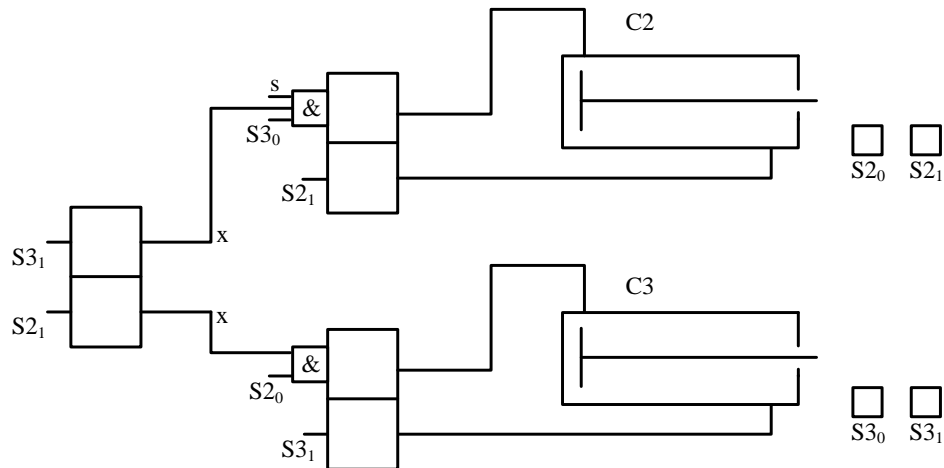 C2
s
&
S3₀
S2₁
S2₀ S2₁
x
S3₁
S2₁
x
C3
&
S2₀
S3₁
S3₀ S3₁